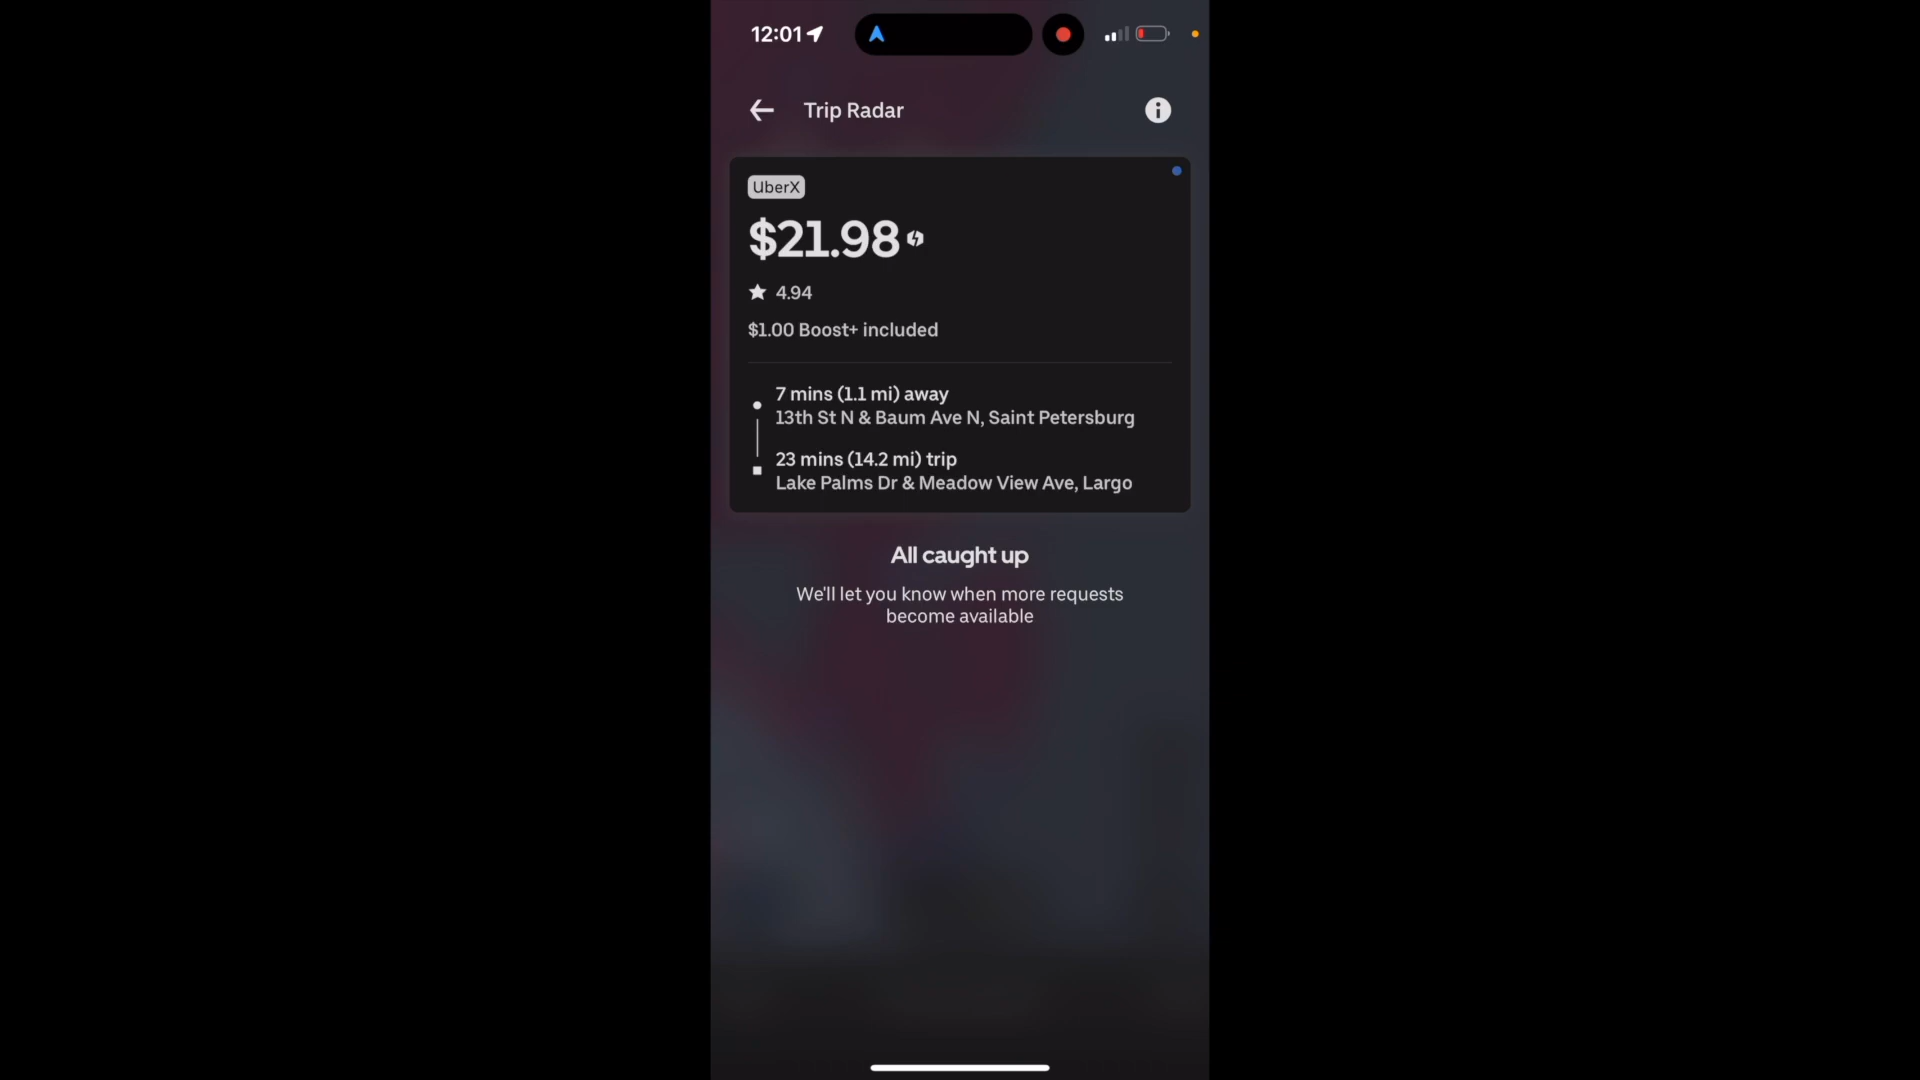 12:01
Trip Radar
UberX
$21.98
4.94
$1.00 Boost+ included
7 mins (1.1 mi) away
13th St N & Baum Ave N, Saint Petersburg
23 mins (14.2 mi) trip
Lake Palms Dr & Meadow View Ave, Largo
All caught up
We'll let you know when more requests
become available